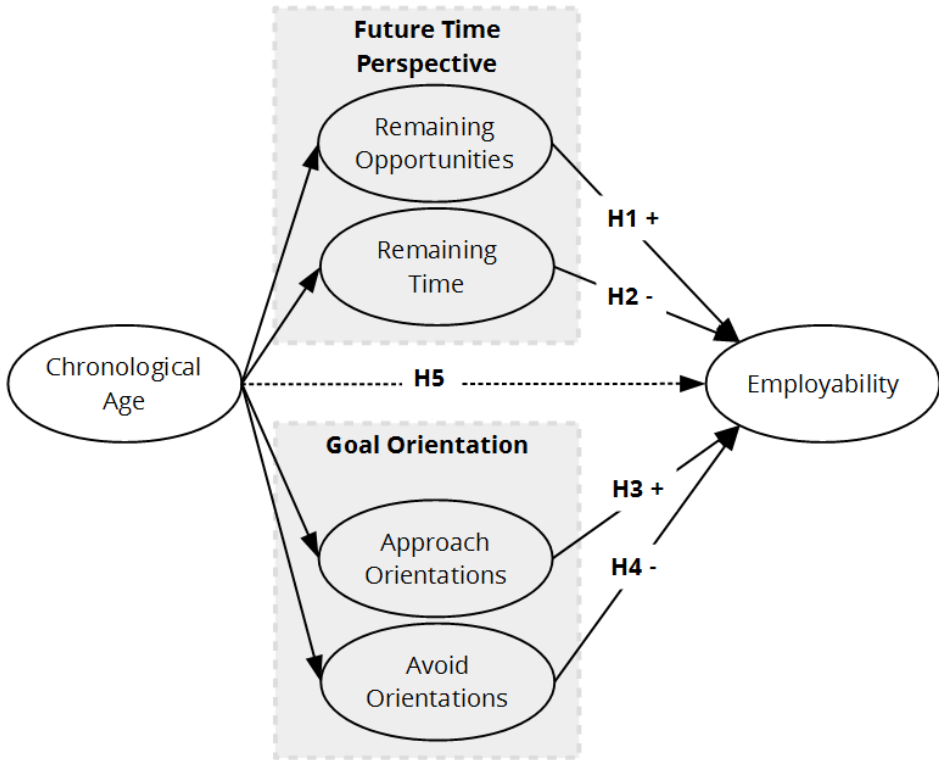 Future Time
Perspective
Remaining
Opportunities
H1 +
Remaining
Time
H2 -
Chronological
Age
H5
Employability
Goal Orientation
H3 +
Approach
Orientations
H4 -
Avoid
Orientations